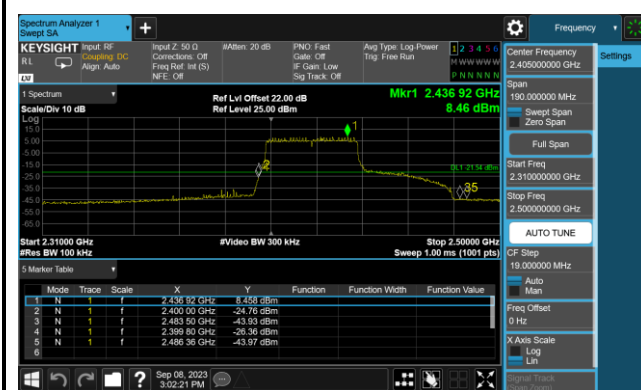 Spectrum Analyzer 1
Swept SA
+
Frequency
KEYSIGHT
RL
LXI
Input: RF
Coupling: DC
Align: Auto
Input Z: 50 Ω
Corrections: Off
Freq Ref: Int (S)
NFE: Off
#Atten: 20 dB
PNO: Fast
Gate: Off
IF Gain: Low
Sig Track: Off
Avg Type: Log-Power
Trig: Free Run
1 2 3 4 5 6
M W W W W W
P N N N N N
1 Spectrum
Scale/Div 10 dB
Ref Lvl Offset 22.00 dB
Ref Level 25.00 dBm
Mkr1 2.436 92 GHz
8.46 dBm
Log
15.0
5.00
-5.00
-15.0
-25.0
-35.0
-45.0
-55.0
-65.0
1
2
35
DL1 -21.54 dBm
Start 2.31000 GHz
#Res BW 100 kHz
#Video BW 300 kHz
Stop 2.50000 GHz
Sweep 1.00 ms (1001 pts)
5 Marker Table
Mode Trace Scale X Y Function Function Width Function Value
1 N 1 f 2.436 92 GHz 8.458 dBm
2 N 1 f 2.400 00 GHz -24.76 dBm
3 N 1 f 2.483 50 GHz -43.93 dBm
4 N 1 f 2.399 80 GHz -26.36 dBm
5 N 1 f 2.486 36 GHz -43.97 dBm
6
Sep 08, 2023
3:02:21 PM
Center Frequency
2.405000000 GHz
Settings
Span
190.000000 MHz
Swept Span
Zero Span
Full Span
Start Freq
2.310000000 GHz
Stop Freq
2.500000000 GHz
AUTO TUNE
CF Step
19.000000 MHz
Auto
Man
Freq Offset
0 Hz
X Axis Scale
Log
Lin
Signal Track
(Span Zoom)